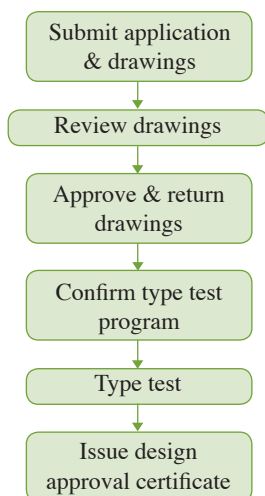 Submit application
& drawings
Review drawings
Approve & return
drawings
Confirm type test
program
Type test
Issue design
approval certificate